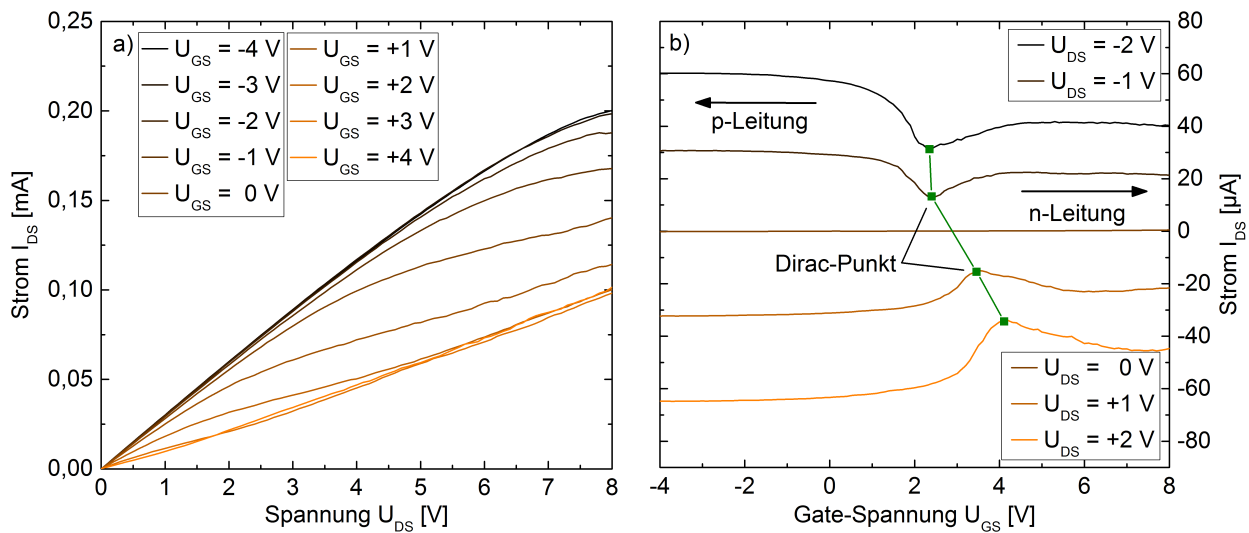 a)
U_GS = -4 V
U_GS = -3 V
U_GS = -2 V
U_GS = -1 V
U_GS = 0 V
U_GS = +1 V
U_GS = +2 V
U_GS = +3 V
U_GS = +4 V
0,25
0,20
0,15
0,10
0,05
0,00
Strom I_DS [mA]
0 1 2 3 4 5 6 7 8
Spannung U_DS [V]
b)
U_DS = -2 V
U_DS = -1 V
p-Leitung
n-Leitung
Dirac-Punkt
U_DS = 0 V
U_DS = +1 V
U_DS = +2 V
80
60
40
20
0
-20
-40
-60
-80
Strom I_DS [µA]
-4 -2 0 2 4 6 8
Gate-Spannung U_GS [V]